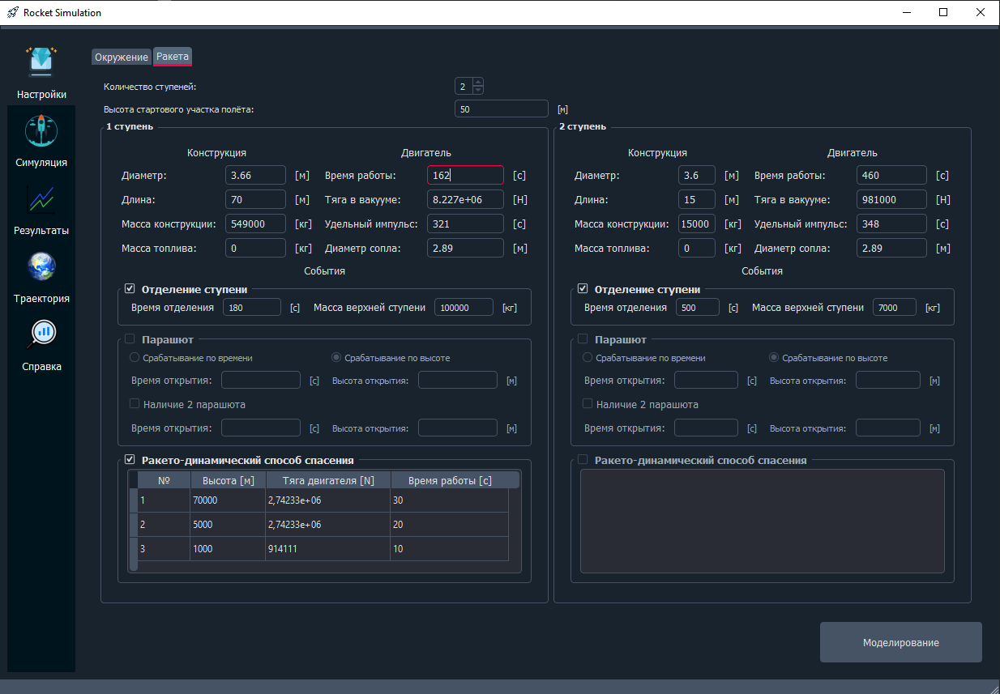 Rocket Simulation
Настройки
Симуляция
Результаты
Траектория
Справка
Окружение Ракета
Количество ступеней: 2
Высота стартового участка полёта: 50 [м]
1 ступень
Конструкция Двигатель
Диаметр: 3.66 [м] Время работы: 162 [с]
Длина: 70 [м] Тяга в вакууме: 8.227e+06 [Н]
Масса конструкции: 549000 [кг] Удельный импульс: 321 [с]
Масса топлива: 0 [кг] Диаметр сопла: 2.89 [м]
События
Отделение ступени
Время отделения 180 [с] Масса верхней ступени 100000 [кг]
Парашют
Срабатывание по времени Срабатывание по высоте
Время открытия: [с] Высота открытия: [м]
Наличие 2 парашюта
Время открытия: [с] Высота открытия: [м]
Ракето-динамический способ спасения
№ Высота [м] Тяга двигателя [N] Время работы [с]
1 70000 2,74233e+06 30
2 5000 2,74233e+06 20
3 1000 914111 10
2 ступень
Конструкция Двигатель
Диаметр: 3.6 [м] Время работы: 460 [с]
Длина: 15 [м] Тяга в вакууме: 981000 [Н]
Масса конструкции: 15000 [кг] Удельный импульс: 348 [с]
Масса топлива: 0 [кг] Диаметр сопла: 2.89 [м]
События
Отделение ступени
Время отделения 500 [с] Масса верхней ступени 7000 [кг]
Парашют
Срабатывание по времени Срабатывание по высоте
Время открытия: [с] Высота открытия: [м]
Наличие 2 парашюта
Время открытия: [с] Высота открытия: [м]
Ракето-динамический способ спасения
Моделирование